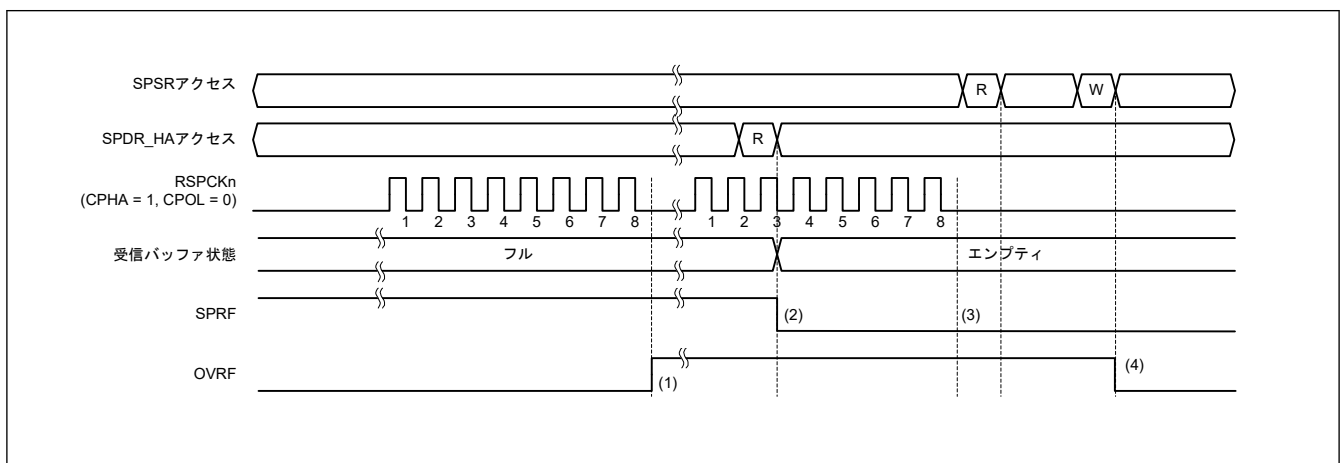 SPSRアクセス
R
W
SPDR_HAアクセス
R
RSPCKn
(CPHA = 1, CPOL = 0)
1 2 3 4 5 6 7 8 1 2 3 4 5 6 7 8
受信バッファ状態
フル
エンプティ
SPRF
(2)
(3)
OVRF
(1)
(4)